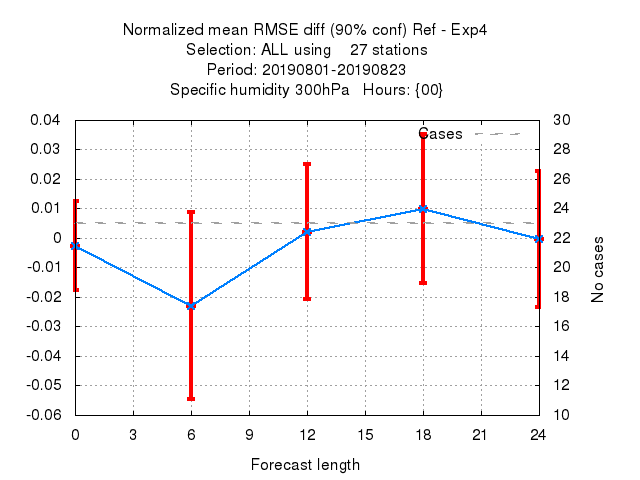 Normalized mean RMSE diff (90% conf) Ref - Exp4
Selection: ALL using    27 stations
Period: 20190801-20190823
Specific humidity 300hPa   Hours: {00}
Cases
0.04
0.03
0.02
0.01
0
-0.01
-0.02
-0.03
-0.04
-0.05
-0.06
30
28
26
24
22
20
18
16
14
12
10
No cases
0 3 6 9 12 15 18 21 24
Forecast length